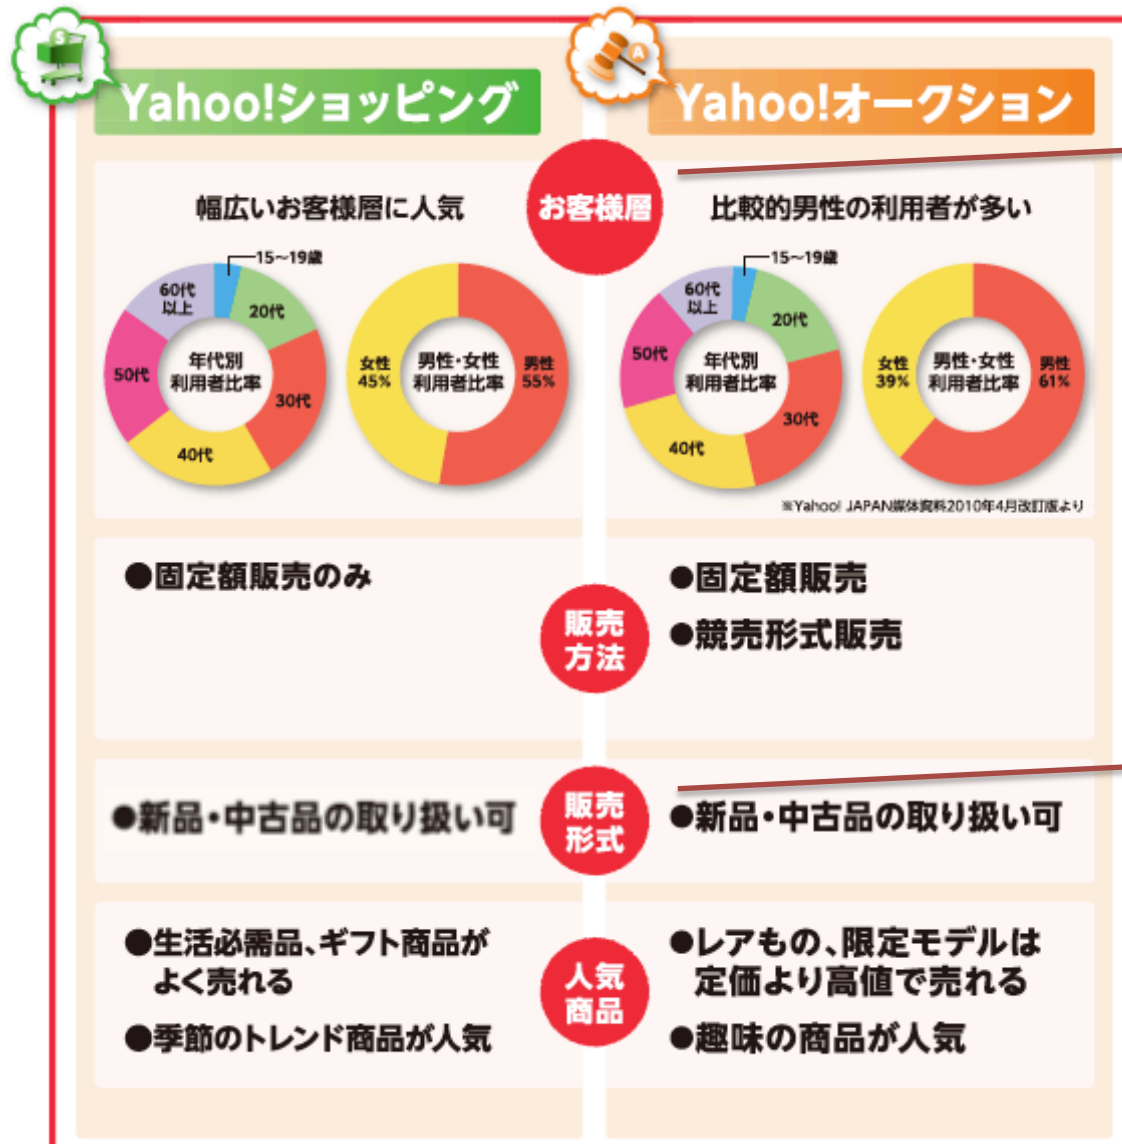 S
Yahoo!ショッピング
A
Yahoo!オークション
お客様層
幅広いお客様層に人気
15〜19歳
20代
30代
40代
50代
60代
以上
年代別
利用者比率
女性
45%
男性・女性
利用者比率
男性
55%
比較的男性の利用者が多い
15〜19歳
20代
30代
40代
50代
60代
以上
年代別
利用者比率
女性
39%
男性・女性
利用者比率
男性
61%
※Yahoo! JAPAN媒体資料2010年4月改訂版より
●固定額販売のみ
販売
方法
●固定額販売
●競売形式販売
●新品・中古品の取り扱い可
販売
形式
●新品・中古品の取り扱い可
●生活必需品、ギフト商品が
よく売れる
●季節のトレンド商品が人気
人気
商品
●レアもの、限定モデルは
定価より高値で売れる
●趣味の商品が人気